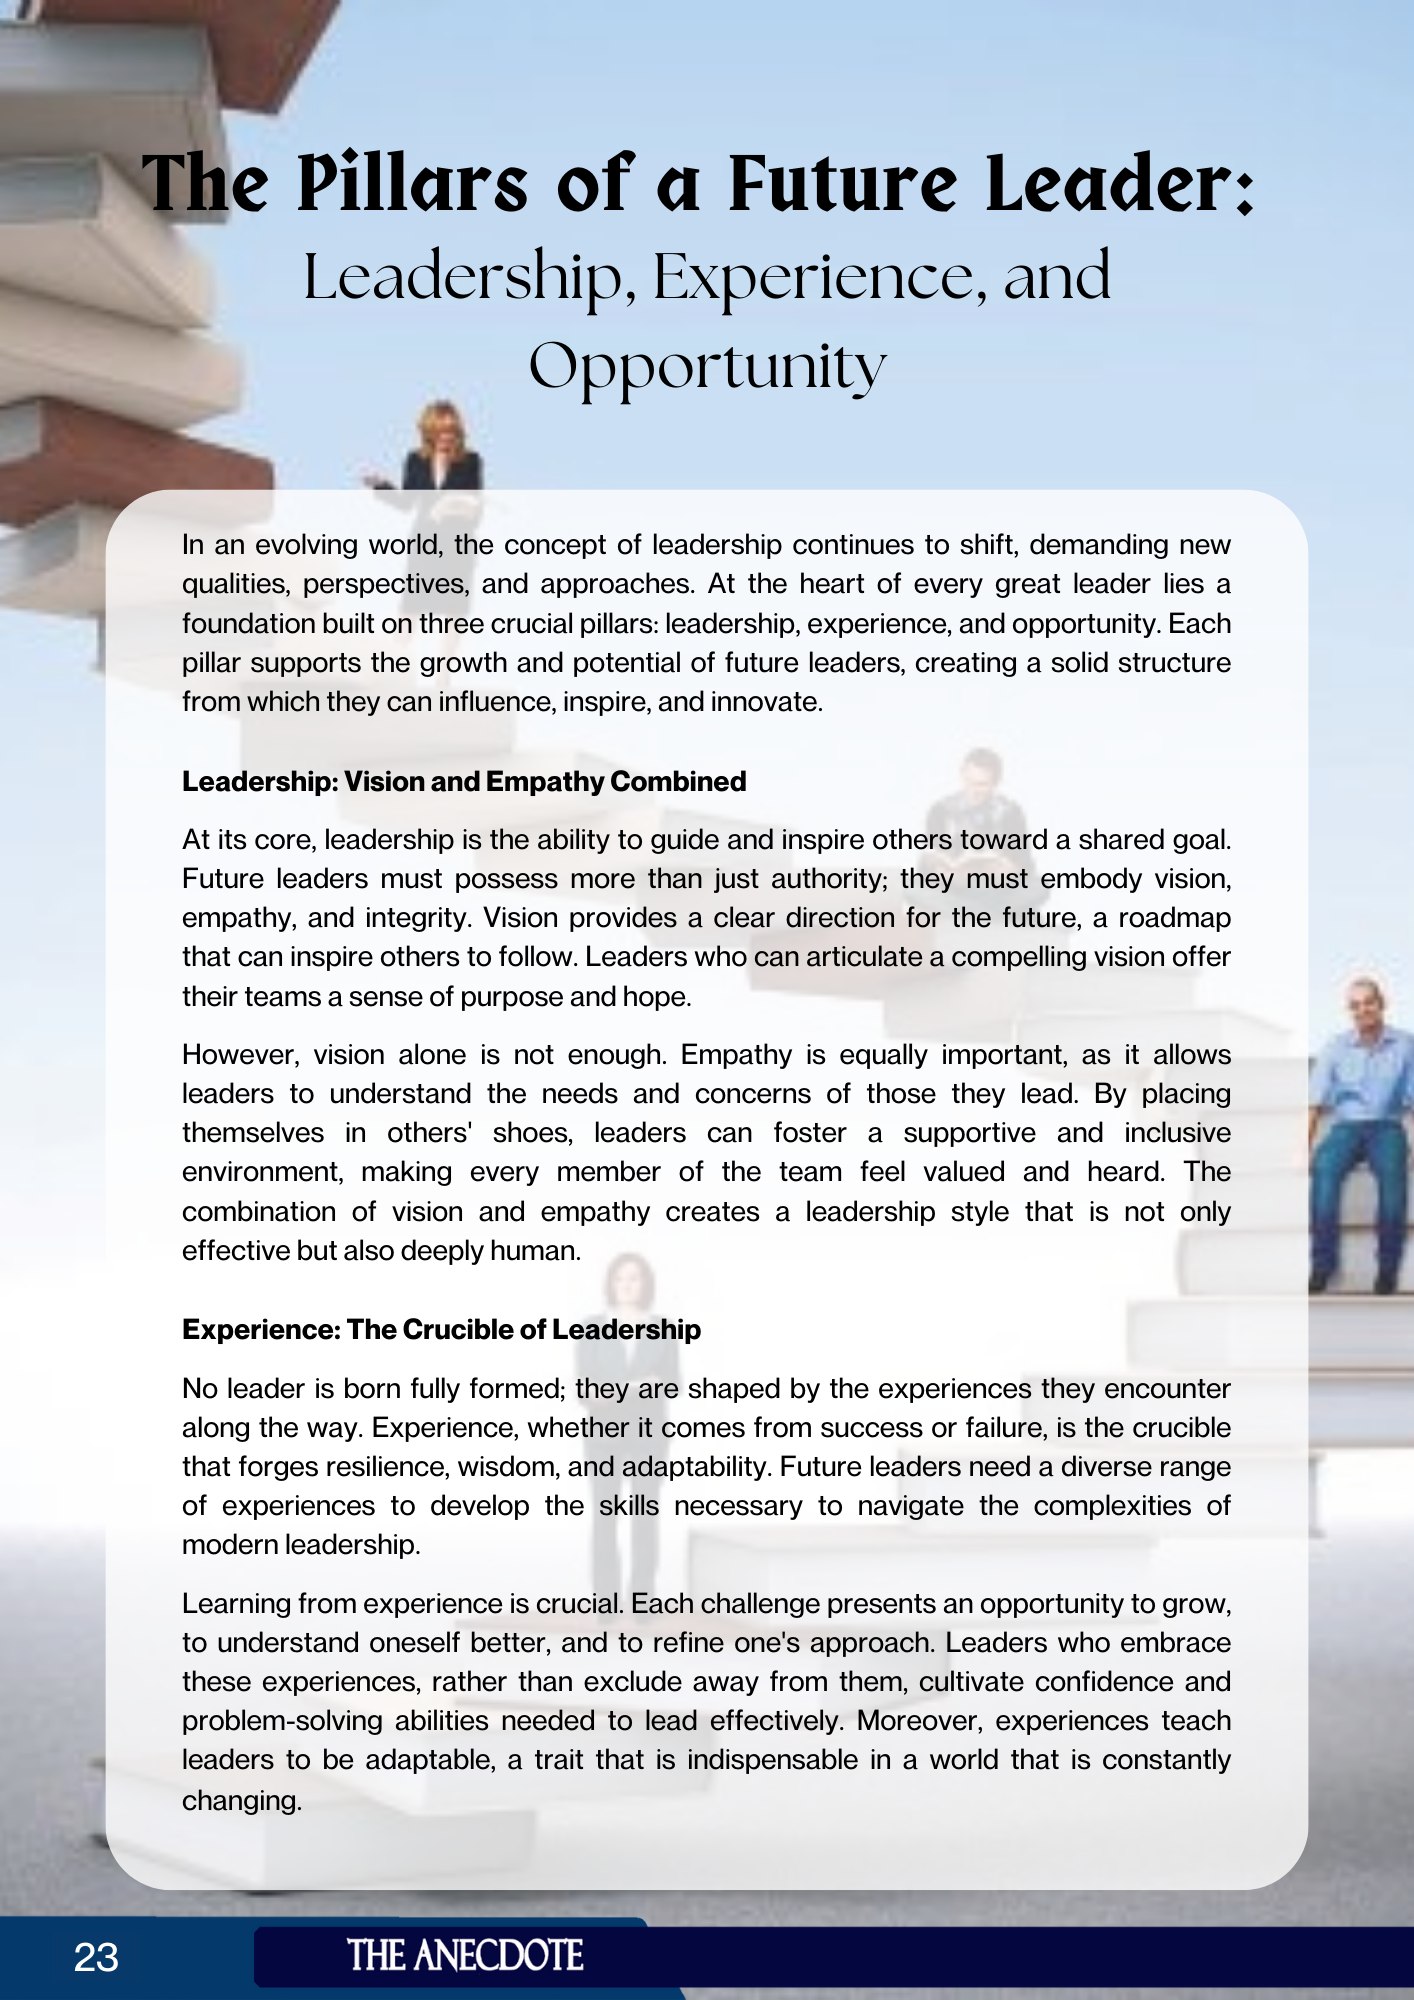 The Pillars of a Future Leader:
Leadership, Experience, and
Opportunity
In an evolving world, the concept of leadership continues to shift, demanding new
qualities, perspectives, and approaches. At the heart of every great leader lies a
foundation built on three crucial pillars: leadership, experience, and opportunity. Each
pillar supports the growth and potential of future leaders, creating a solid structure
from which they can influence, inspire, and innovate.
Leadership: Vision and Empathy Combined
At its core, leadership is the ability to guide and inspire others toward a shared goal.
Future leaders must possess more than just authority; they must embody vision,
empathy, and integrity. Vision provides a clear direction for the future, a roadmap
that can inspire others to follow. Leaders who can articulate a compelling vision offer
their teams a sense of purpose and hope.
However, vision alone is not enough. Empathy is equally important, as it allows
leaders to understand the needs and concerns of those they lead. By placing
themselves in others' shoes, leaders can foster a supportive and inclusive
environment, making every member of the team feel valued and heard. The
combination of vision and empathy creates a leadership style that is not only
effective but also deeply human.
Experience: The Crucible of Leadership
No leader is born fully formed; they are shaped by the experiences they encounter
along the way. Experience, whether it comes from success or failure, is the crucible
that forges resilience, wisdom, and adaptability. Future leaders need a diverse range
of experiences to develop the skills necessary to navigate the complexities of
modern leadership.
Learning from experience is crucial. Each challenge presents an opportunity to grow,
to understand oneself better, and to refine one's approach. Leaders who embrace
these experiences, rather than exclude away from them, cultivate confidence and
problem-solving abilities needed to lead effectively. Moreover, experiences teach
leaders to be adaptable, a trait that is indispensable in a world that is constantly
changing.
23
THE ANECDOTE